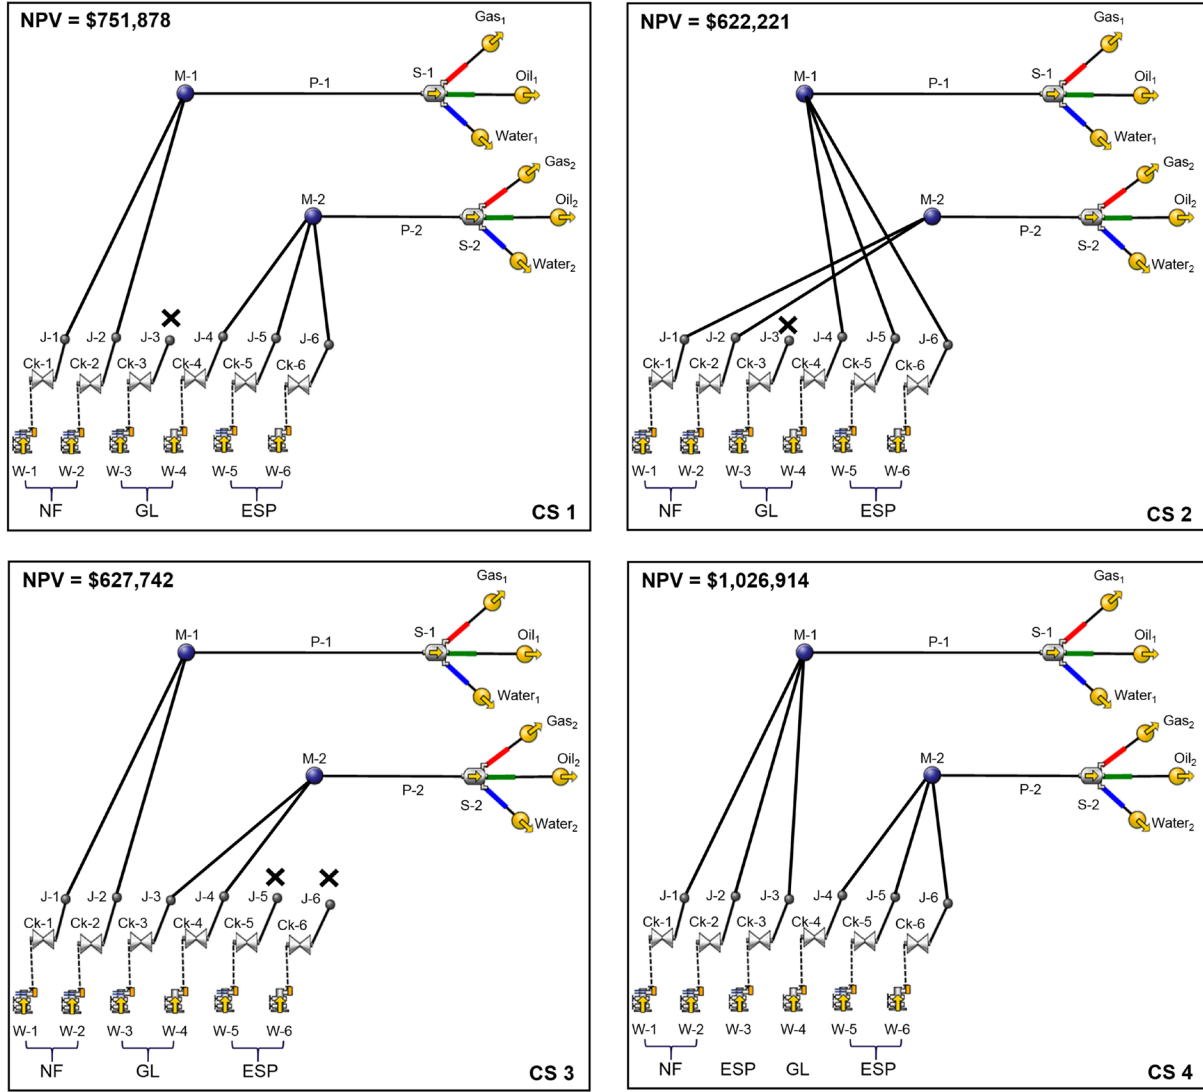 NPV = $751,878
Gas₁
M-1
P-1
S-1
Oil₁
Water₁
Gas₂
M-2
Oil₂
P-2
S-2
Water₂
J-1 J-2 J-3 J-4 J-5 J-6
Ck-1 Ck-2 Ck-3 Ck-4 Ck-5 Ck-6
W-1 W-2 W-3 W-4 W-5 W-6
NF GL ESP
CS 1
NPV = $622,221
Gas₁
M-1
P-1
S-1
Oil₁
Water₁
Gas₂
M-2
Oil₂
P-2
S-2
Water₂
J-1 J-2 J-3 J-4 J-5 J-6
Ck-1 Ck-2 Ck-3 Ck-4 Ck-5 Ck-6
W-1 W-2 W-3 W-4 W-5 W-6
NF GL ESP
CS 2
NPV = $627,742
Gas₁
M-1
P-1
S-1
Oil₁
Water₁
Gas₂
M-2
Oil₂
P-2
S-2
Water₂
J-1 J-2 J-3 J-4 J-5 J-6
Ck-1 Ck-2 Ck-3 Ck-4 Ck-5 Ck-6
W-1 W-2 W-3 W-4 W-5 W-6
NF GL ESP
CS 3
NPV = $1,026,914
Gas₁
M-1
P-1
S-1
Oil₁
Water₁
Gas₂
M-2
Oil₂
P-2
S-2
Water₂
J-1 J-2 J-3 J-4 J-5 J-6
Ck-1 Ck-2 Ck-3 Ck-4 Ck-5 Ck-6
W-1 W-2 W-3 W-4 W-5 W-6
NF ESP GL ESP
CS 4